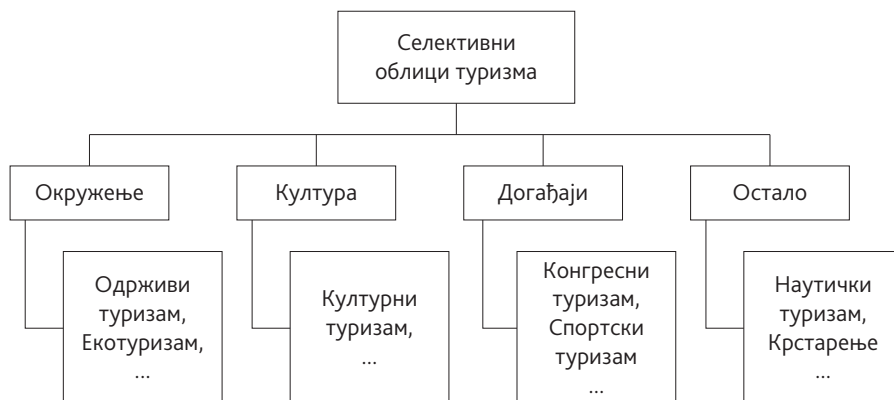 Селективни
облици туризма
Окружење
Култура
Догађаји
Остало
Одрживи
туризам,
Екотуризам,
...
Културни
туризам,
...
Конгресни
туризам,
Спортски
туризам
...
Наутички
туризам,
Крстарење
...